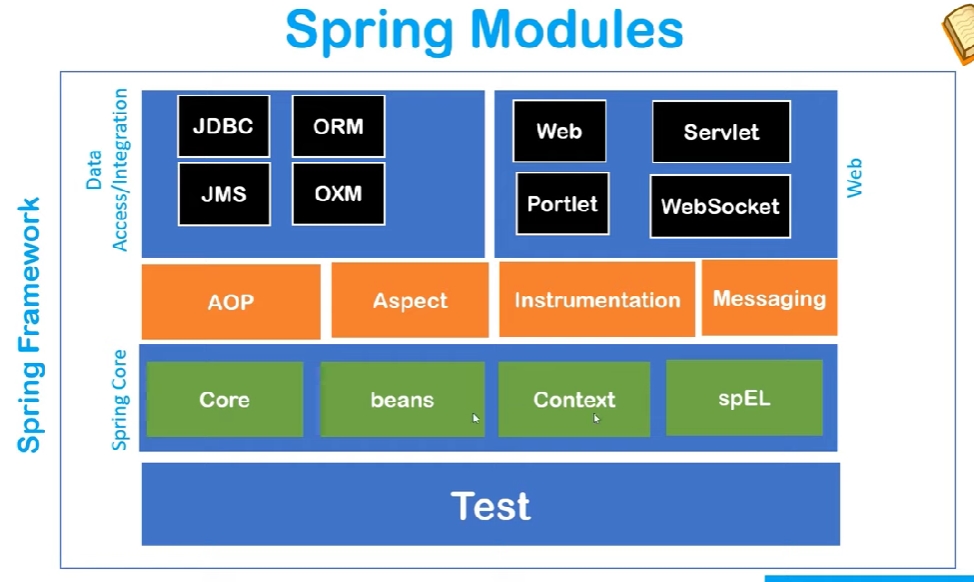 Spring Modules
Spring Framework
Data
Access/Integration
JDBC
ORM
JMS
OXM
Web
Servlet
Portlet
WebSocket
Web
AOP
Aspect
Instrumentation
Messaging
Spring Core
Core
beans
Context
spEL
Test